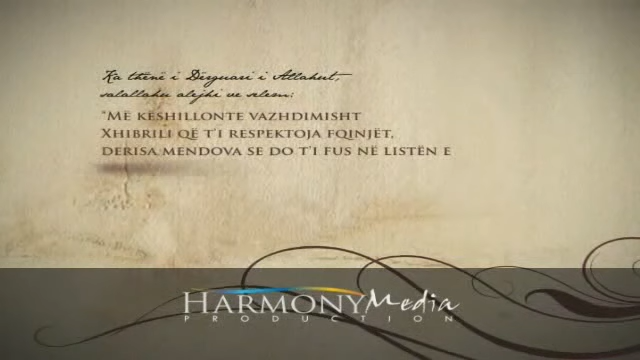 Ka thënë i Dërguari i Allahut,
salallahu alejhi ve selem:
"Më këshillonte vazhdimisht
Xhibrili që t'i respektoja fqinjët,
derisa mendova se do t'i fus në listën e
HARMONY Media
PRODUCTION